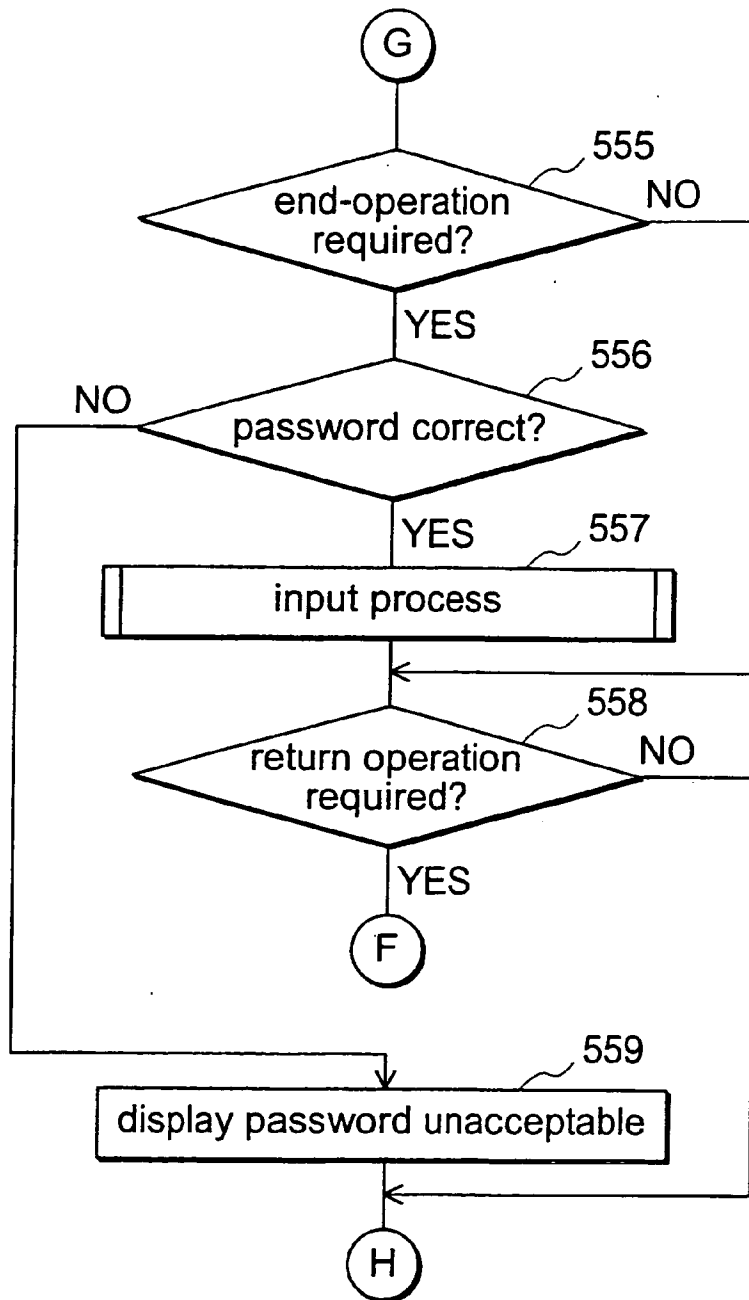 G
555
end-operation
required?
NO
YES
556
NO
password correct?
YES
557
input process
558
return operation
required?
NO
YES
F
559
display password unacceptable
H